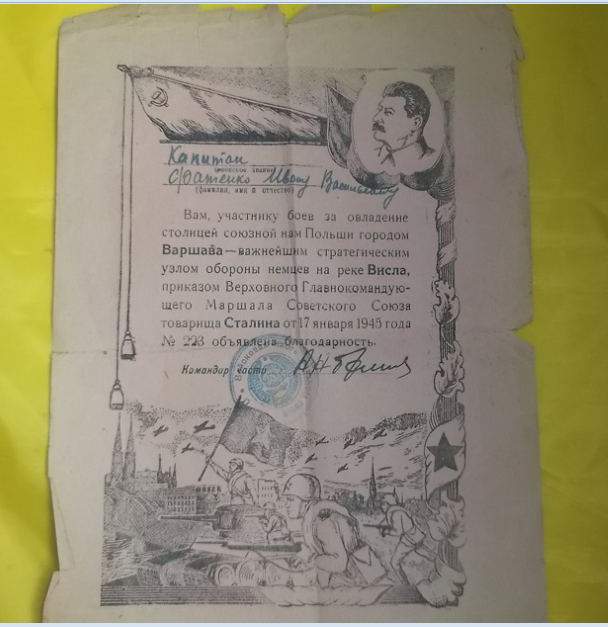 Капитан
(воинское звание)
Фатенко Ивану Васильевичу
(фамилия, имя и отчество)
Вам, участнику боев за овладение
столицей союзной нам Польши городом
Варшава—важнейшим стратегическим
узлом обороны немцев на реке Висла,
приказом Верховного Главнокомандую-
щего Маршала Советского Союза
товарища Сталина от 17 января 1945 года
№ 223 объявлена благодарность.
Командир части